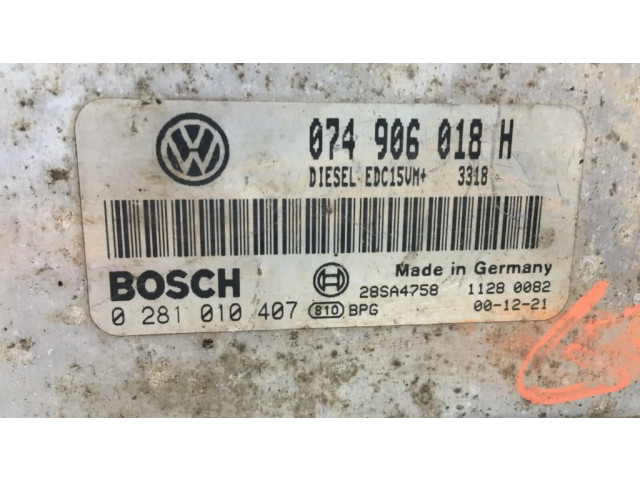 074 906 018 H
DIESEL EDC15VM+ 3318
BOSCH
Made in Germany
28SA4758 1128 0082
0 281 010 407 810 BPG 00-12-21